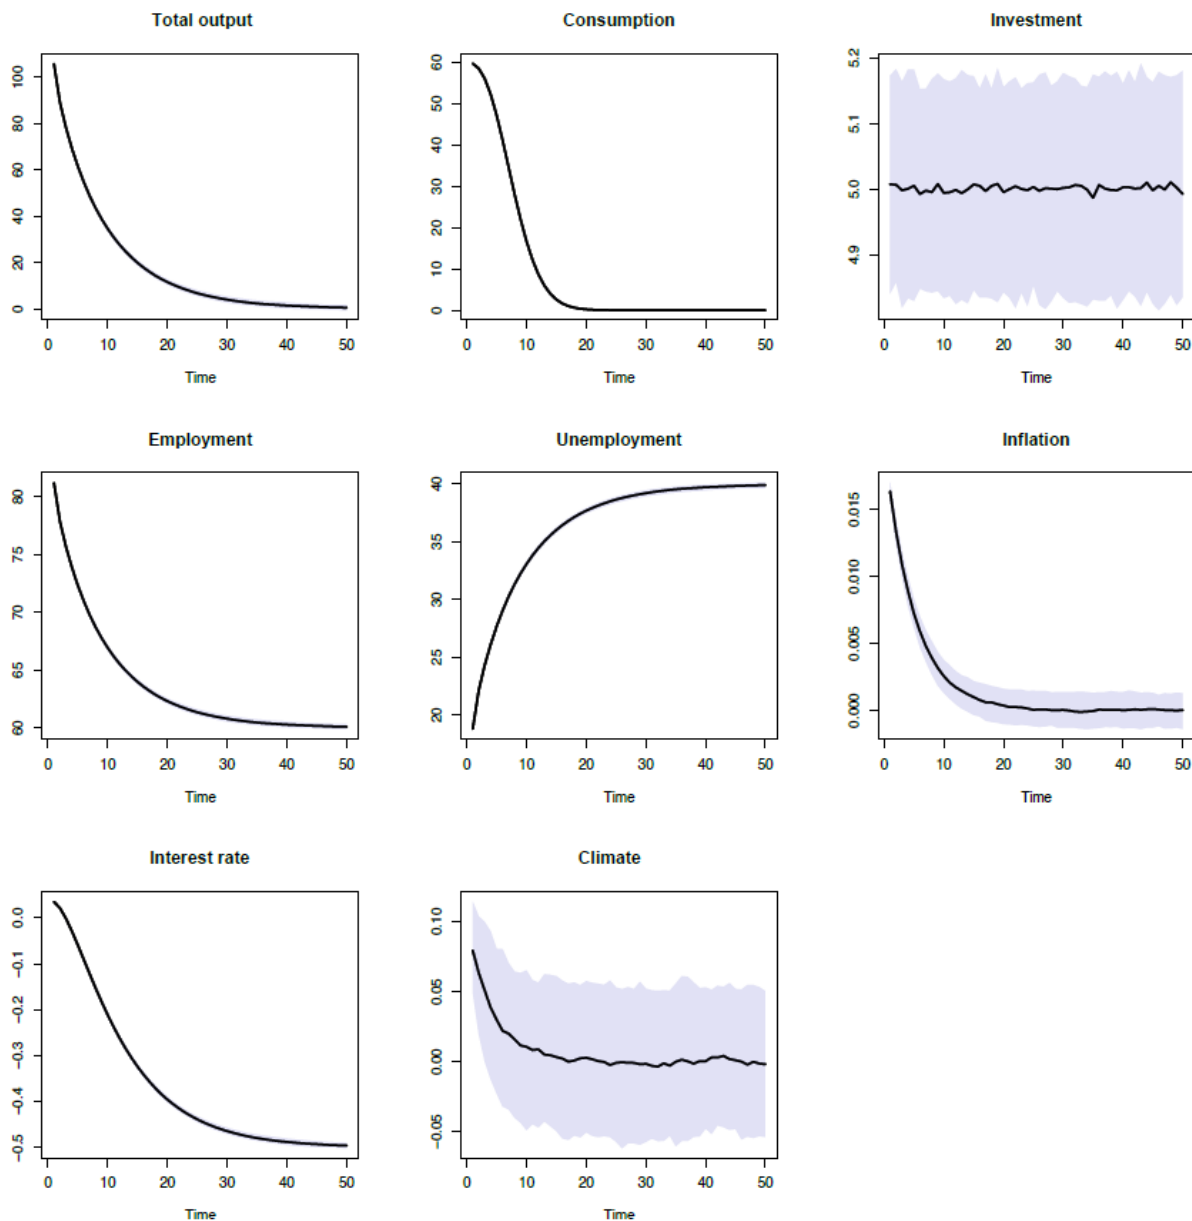 Total output
100
80
60
40
20
0
0 10 20 30 40 50
Time
Consumption
60
50
40
30
20
10
0
0 10 20 30 40 50
Time
Investment
5.2
5.1
5.0
4.9
0 10 20 30 40 50
Time
Employment
80
75
70
65
60
0 10 20 30 40 50
Time
Unemployment
40
35
30
25
20
0 10 20 30 40 50
Time
Inflation
0.015
0.010
0.005
0.000
0 10 20 30 40 50
Time
Interest rate
0.0
−0.1
−0.2
−0.3
−0.4
−0.5
0 10 20 30 40 50
Time
Climate
0.10
0.05
0.00
−0.05
0 10 20 30 40 50
Time